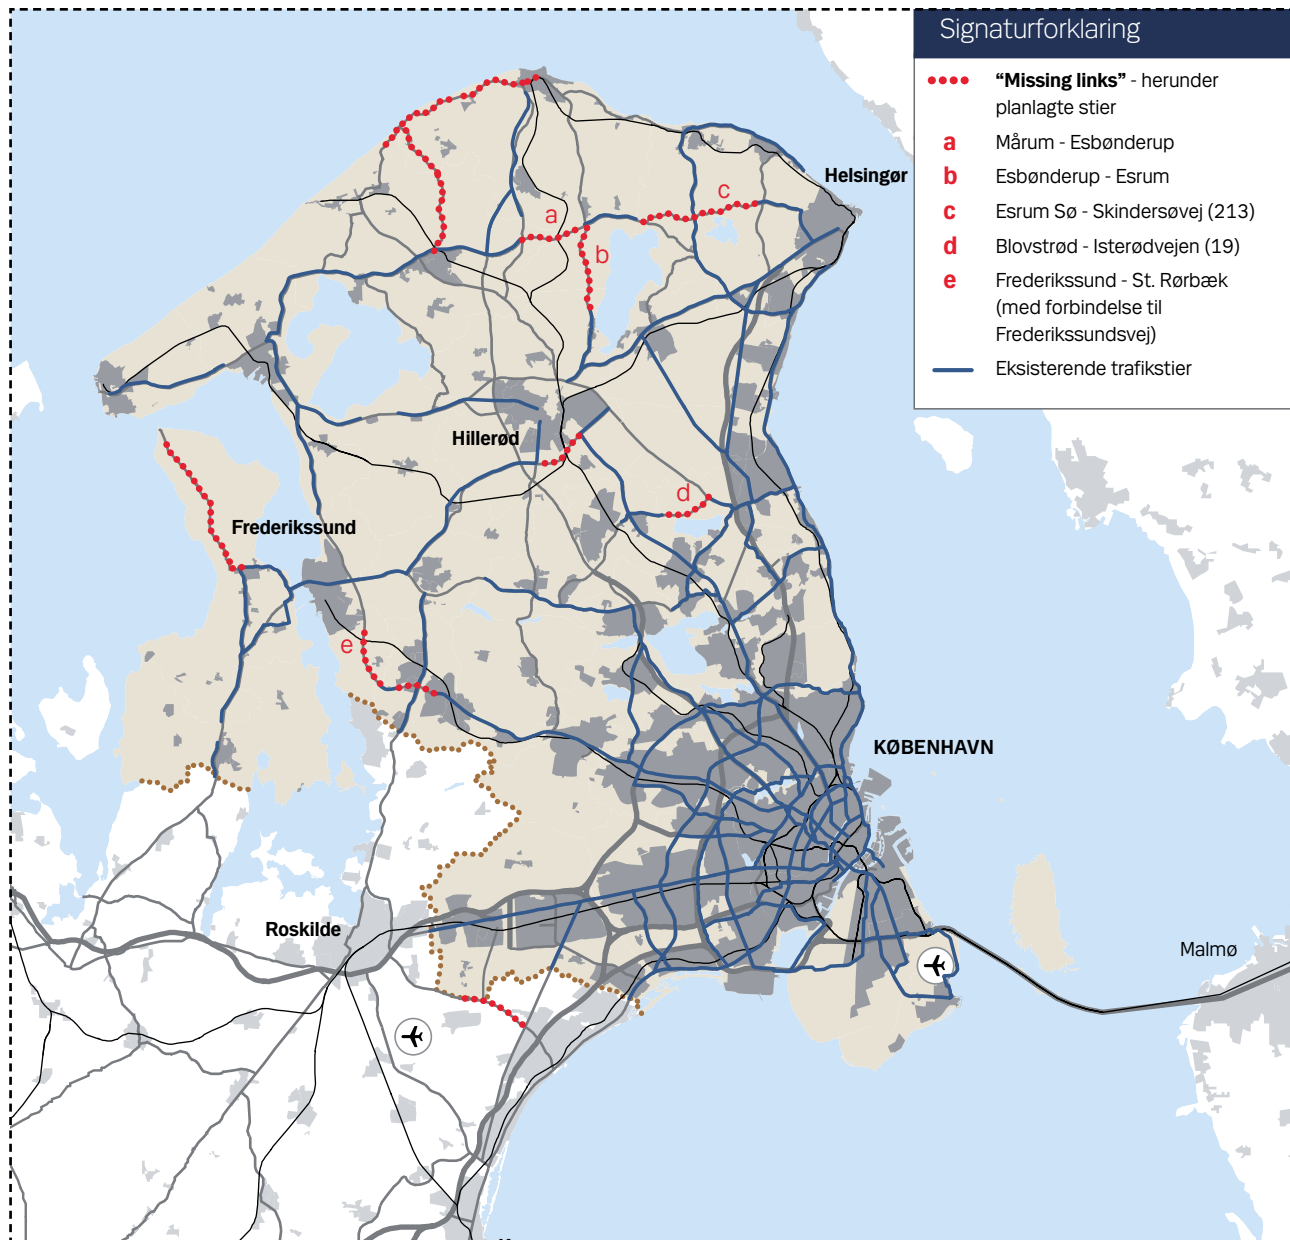 Signaturforklaring
“Missing links” - herunder
planlagte stier
a Mårum - Esbønderup
b Esbønderup - Esrum
c Esrum Sø - Skindersøvej (213)
d Blovstrød - Isterødvejen (19)
e Frederikssund - St. Rørbæk
(med forbindelse til
Frederikssundsvej)
Eksisterende trafikstier
Helsingør
c
a
b
Hillerød
d
Frederikssund
e
KØBENHAVN
Roskilde
Malmø